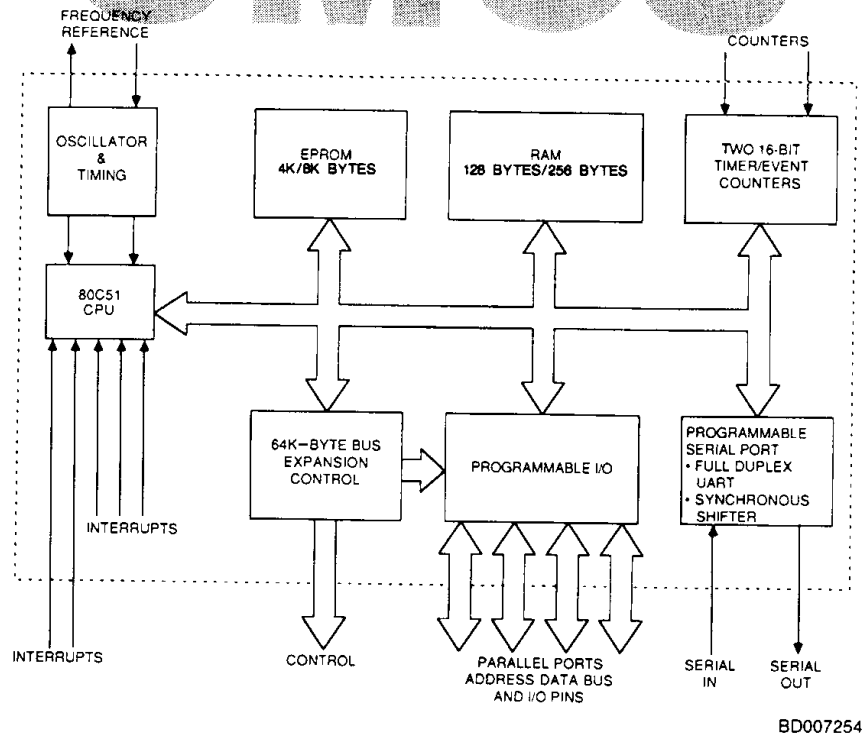 FREQUENCY
REFERENCE
COUNTERS
OSCILLATOR
&
TIMING
EPROM
4K/8K BYTES
RAM
128 BYTES/256 BYTES
TWO 16-BIT
TIMER/EVENT
COUNTERS
80C51
CPU
64K-BYTE BUS
EXPANSION
CONTROL
PROGRAMMABLE I/O
PROGRAMMABLE
SERIAL PORT
• FULL DUPLEX
UART
• SYNCHRONOUS
SHIFTER
INTERRUPTS
INTERRUPTS
CONTROL
PARALLEL PORTS
ADDRESS DATA BUS
AND I/O PINS
SERIAL
IN
SERIAL
OUT
BD007254